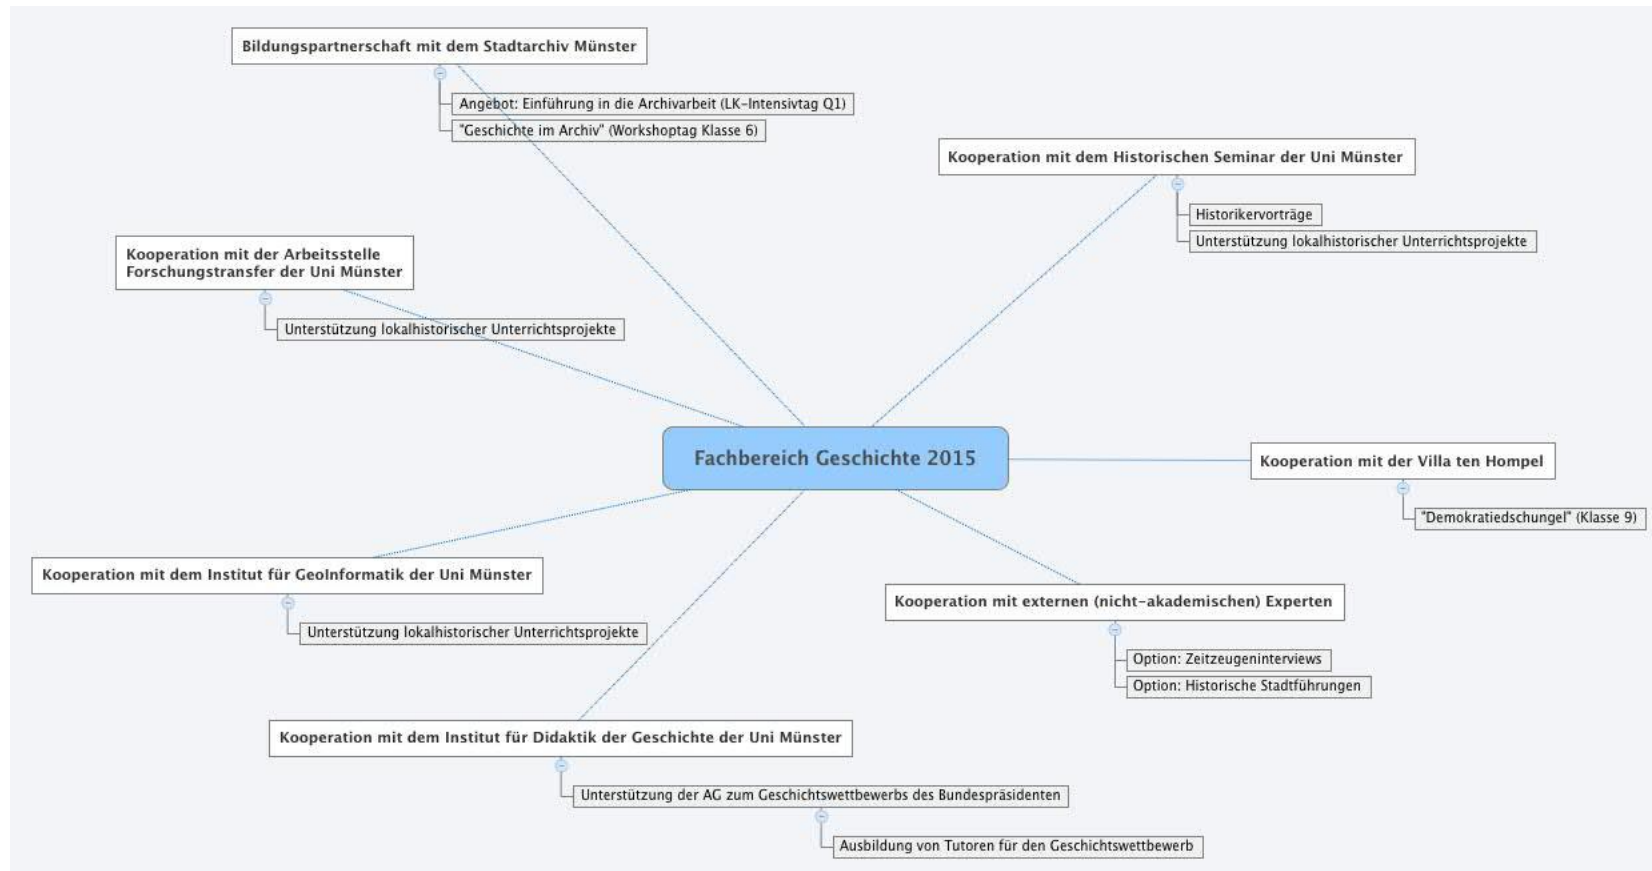 Bildungspartnerschaft mit dem Stadtarchiv Münster
Angebot: Einführung in die Archivarbeit (LK-Intensivtag Q1)
"Geschichte im Archiv" (Workshoptag Klasse 6)
Kooperation mit dem Historischen Seminar der Uni Münster
Historikervorträge
Unterstützung lokalhistorischer Unterrichtsprojekte
Kooperation mit der Arbeitsstelle
Forschungstransfer der Uni Münster
Unterstützung lokalhistorischer Unterrichtsprojekte
Fachbereich Geschichte 2015
Kooperation mit der Villa ten Hompel
"Demokratiedschungel" (Klasse 9)
Kooperation mit dem Institut für GeoInformatik der Uni Münster
Unterstützung lokalhistorischer Unterrichtsprojekte
Kooperation mit externen (nicht-akademischen) Experten
Option: Zeitzeugeninterviews
Option: Historische Stadtführungen
Kooperation mit dem Institut für Didaktik der Geschichte der Uni Münster
Unterstützung der AG zum Geschichtswettbewerbs des Bundespräsidenten
Ausbildung von Tutoren für den Geschichtswettbewerb